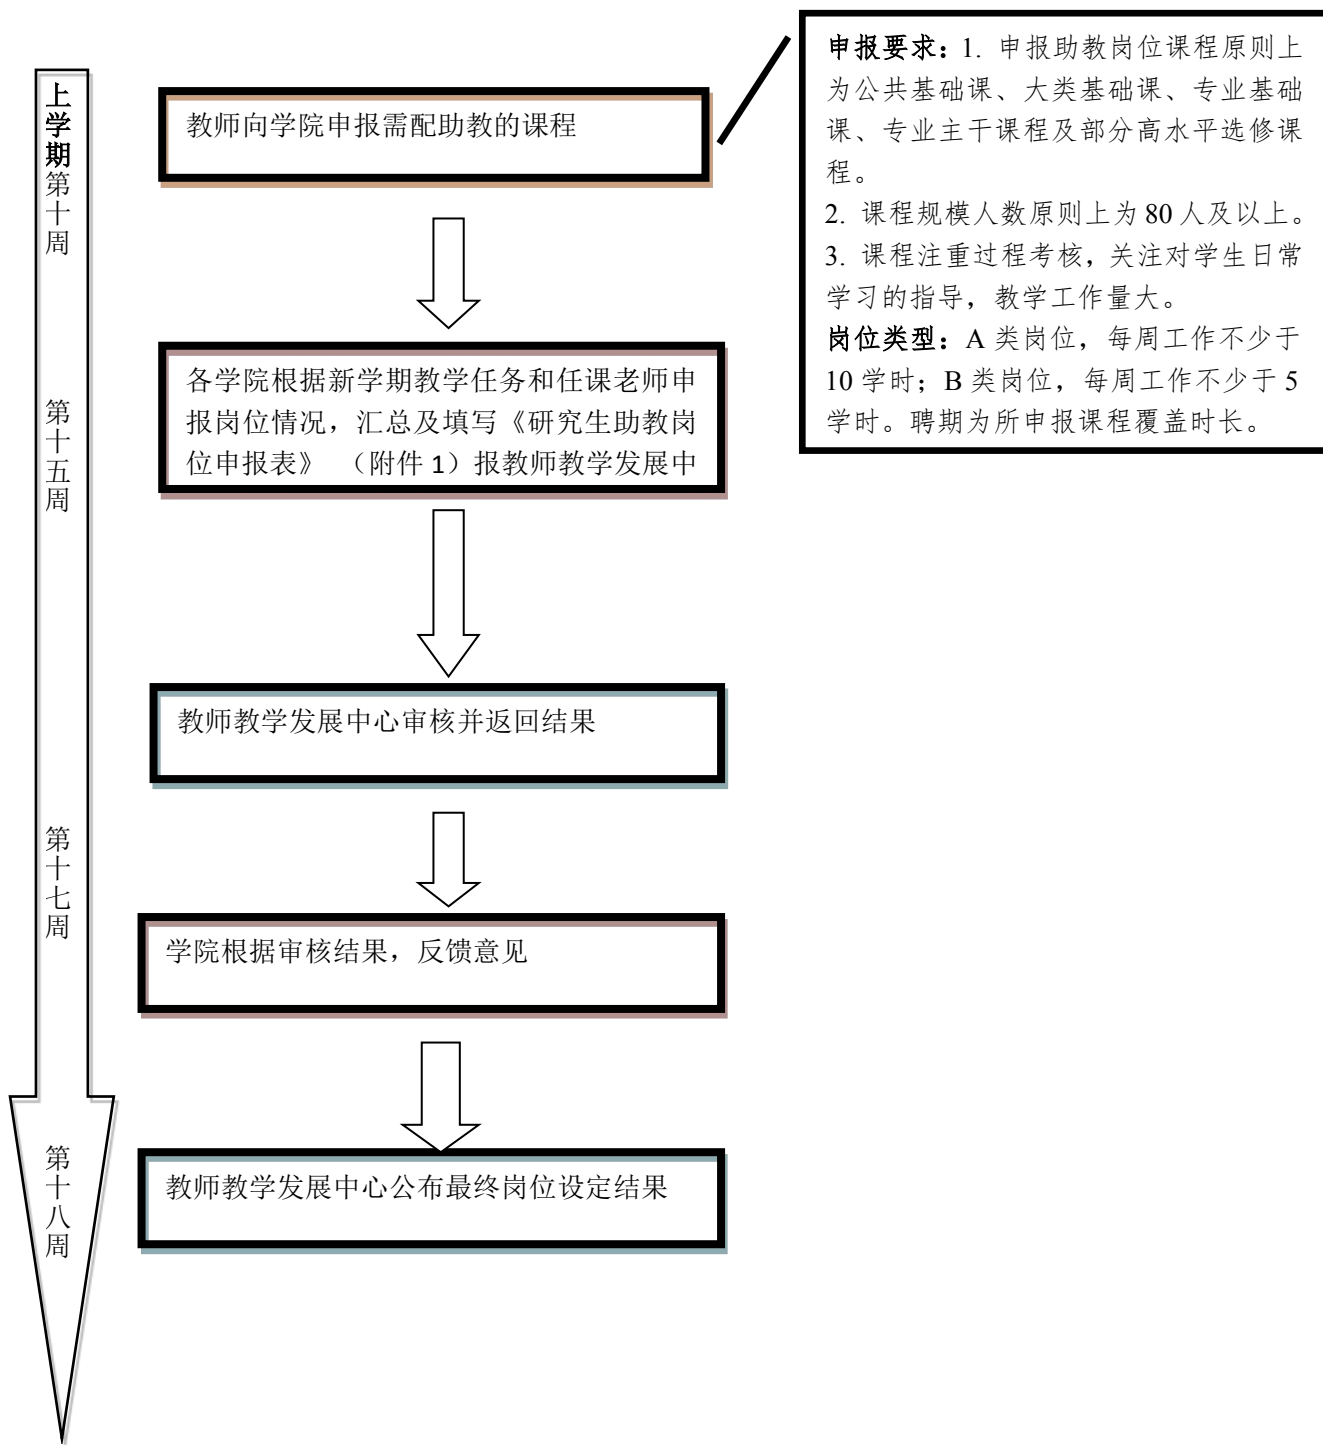 上学期第十周
教师向学院申报需配助教的课程
申报要求：1. 申报助教岗位课程原则上
为公共基础课、大类基础课、专业基础
课、专业主干课程及部分高水平选修课
程。
2. 课程规模人数原则上为 80 人及以上。
3. 课程注重过程考核，关注对学生日常
学习的指导，教学工作量大。
岗位类型：A 类岗位，每周工作不少于
10 学时；B 类岗位，每周工作不少于 5
学时。聘期为所申报课程覆盖时长。
第十五周
各学院根据新学期教学任务和任课老师申
报岗位情况，汇总及填写《研究生助教岗
位申报表》 （附件 1）报教师教学发展中
教师教学发展中心审核并返回结果
第十七周
学院根据审核结果，反馈意见
第十八周
教师教学发展中心公布最终岗位设定结果